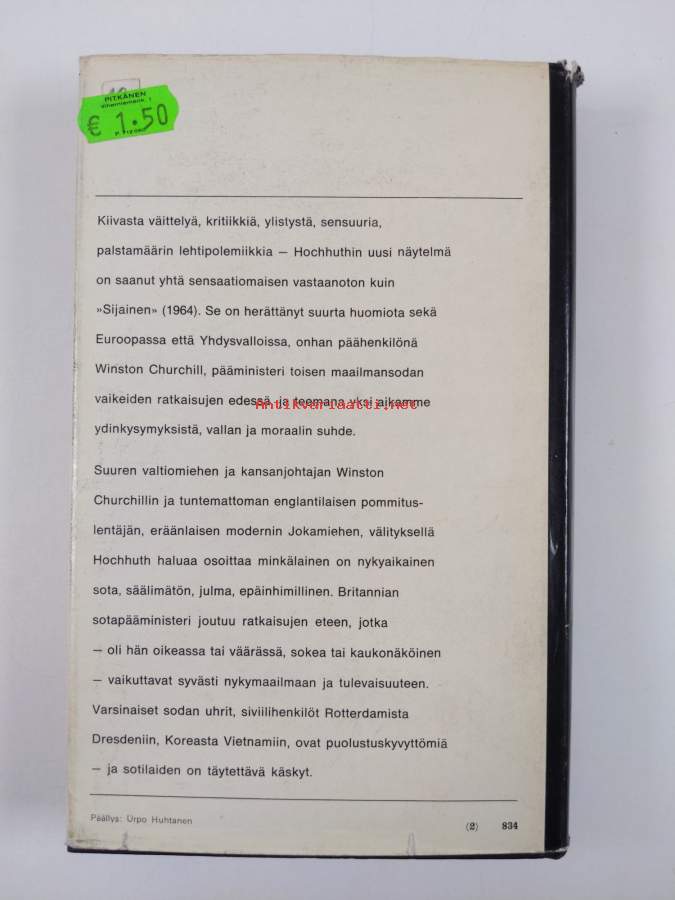 PITKÄNEN
€ 1.50
Kiivasta väittelyä, kritiikkiä, ylistystä, sensuuria,
palstamäärin lehtipolemiikkia — Hochhuthin uusi näytelmä
on saanut yhtä sensaatiomaisen vastaanoton kuin
»Sijainen» (1964). Se on herättänyt suurta huomiota sekä
Euroopassa että Yhdysvalloissa, onhan päähenkilönä
Winston Churchill, pääministeri toisen maailmansodan
vaikeiden ratkaisujen edessä, ja teemana yksi aikamme
Antikvariaatti.net
ydinkysymyksistä, vallan ja moraalin suhde.
Suuren valtiomiehen ja kansanjohtajan Winston
Churchillin ja tuntemattoman englantilaisen pommitus-
lentäjän, eräänlaisen modernin Jokamiehen, välityksellä
Hochhuth haluaa osoittaa minkälainen on nykyaikainen
sota, säälimätön, julma, epäinhimillinen. Britannian
sotapääministeri joutuu ratkaisujen eteen, jotka
— oli hän oikeassa tai väärässä, sokea tai kaukonäköinen
— vaikuttavat syvästi nykymaailmaan ja tulevaisuuteen.
Varsinaiset sodan uhrit, siviilihenkilöt Rotterdamista
Dresdeniin, Koreasta Vietnamiin, ovat puolustuskyvyttömiä
— ja sotilaiden on täytettävä käskyt.
Päällys: Urpo Huhtanen
(2) 834